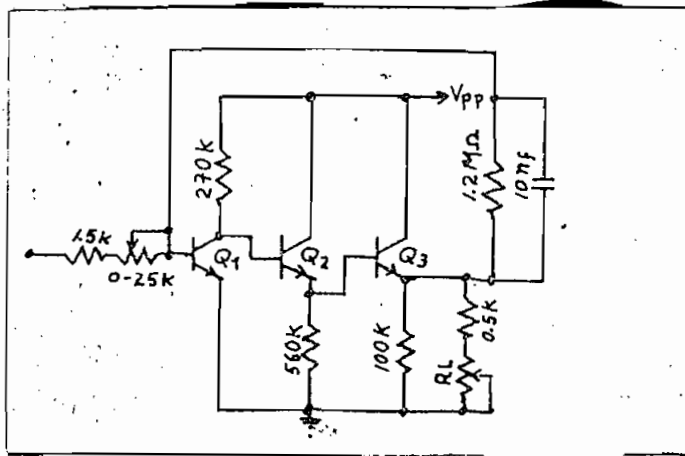 Vpp
270k
1.2MΩ
10nf
1.5k
0-25k
Q1
Q2
Q3
560k
100k
0.5k
RL